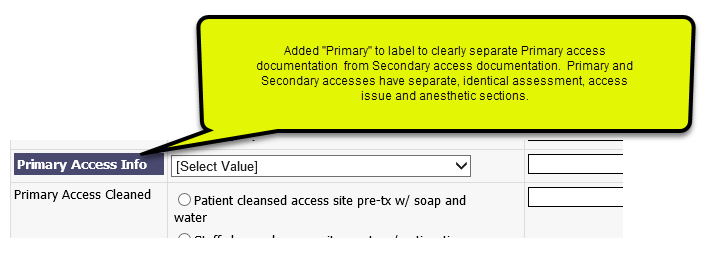 Added "Primary" to label to clearly separate Primary access
documentation from Secondary access documentation. Primary and
Secondary accesses have separate, identical assessment, access
issue and anesthetic sections.
Primary Access Info
[Select Value]
Primary Access Cleaned
Patient cleansed access site pre-tx w/ soap and
water